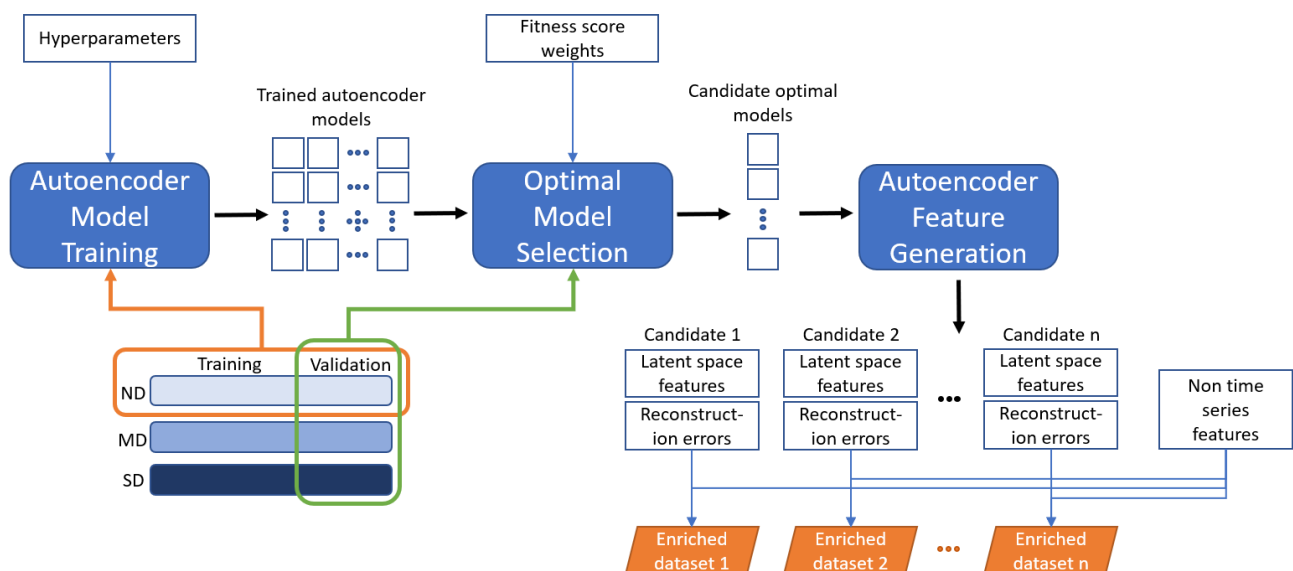 Hyperparameters
Fitness score
weights
Trained autoencoder
models
Candidate optimal
models
Autoencoder
Model
Training
Optimal
Model
Selection
Autoencoder
Feature
Generation
Training
Validation
ND
MD
SD
Candidate 1
Latent space
features
Reconstruct-
ion errors
Candidate 2
Latent space
features
Reconstruct-
ion errors
Candidate n
Latent space
features
Reconstruct-
ion errors
Non time
series
features
Enriched
dataset 1
Enriched
dataset 2
Enriched
dataset n